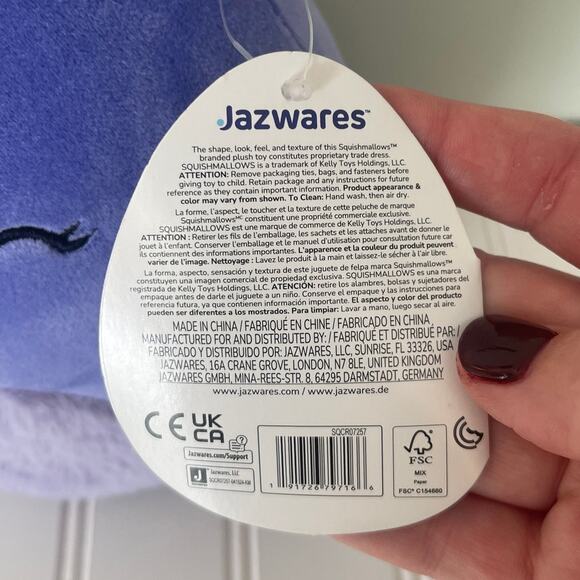 Jazwares™
The shape, look, feel, and texture of this Squishmallows™
branded plush toy constitutes proprietary trade dress.
SQUISHMALLOWS is a trademark of Kelly Toys Holdings, LLC.
ATTENTION: Remove packaging ties, bags, and fasteners before
giving toy to child. Retain package and any instructions for future
reference as they contain important information. Product appearance &
color may vary from shown. To Clean: Hand wash, then air dry.
La forme, l'aspect, le toucher et la texture de cette peluche de marque
Squishmallows MC constituent une propriété commerciale exclusive.
SQUISHMALLOWS est une marque de commerce de Kelly Toys Holdings, LLC.
ATTENTION : Retirer les fils de l'emballage, les sachets et les attaches avant de donner le
jouet à l'enfant. Conserver l'emballage et le manuel d'utilisation pour consultation future car
ils contiennent des informations importantes. L'apparence et la couleur du produit peuvent
varier de l'image. Nettoyage : Lavez le produit à la main et laissez-le sécher à l'air libre.
La forma, aspecto, sensación y textura de este juguete de felpa marca Squishmallows™
constituyen una imagen comercial de propiedad exclusiva. SQUISHMALLOWS es una marca
registrada de Kelly Toys Holdings, LLC. ATENCIÓN: retire los alambres, bolsas y sujetadores del
empaque antes de darle el juguete a un niño. Conserve el empaque y las instrucciones para
referencia futura, ya que contienen información importante. El aspecto y color del producto
pueden ser diferentes a los mostrados. Para limpiar: Lavar a mano, luego secar al aire.
MADE IN CHINA / FABRIQUÉ EN CHINE / FABRICADO EN CHINA
MANUFACTURED FOR AND DISTRIBUTED BY: / FABRIQUÉ ET DISTRIBUÉ PAR: /
FABRICADO Y DISTRIBUIDO POR: JAZWARES, LLC, SUNRISE, FL 33326, USA
JAZWARES, 16A CRANE GROVE, LONDON, N7 8LE, UNITED KINGDOM
JAZWARES GMBH, MINA-REES-STR. 8, 64295 DARMSTADT, GERMANY
www.jazwares.com / www.jazwares.de
CE UK
CA
Jazwares.com/Support
Jazwares, LLC
SQCR07257
1 91726 79716 6
FSC
MIX
Paper
FSC® C154660